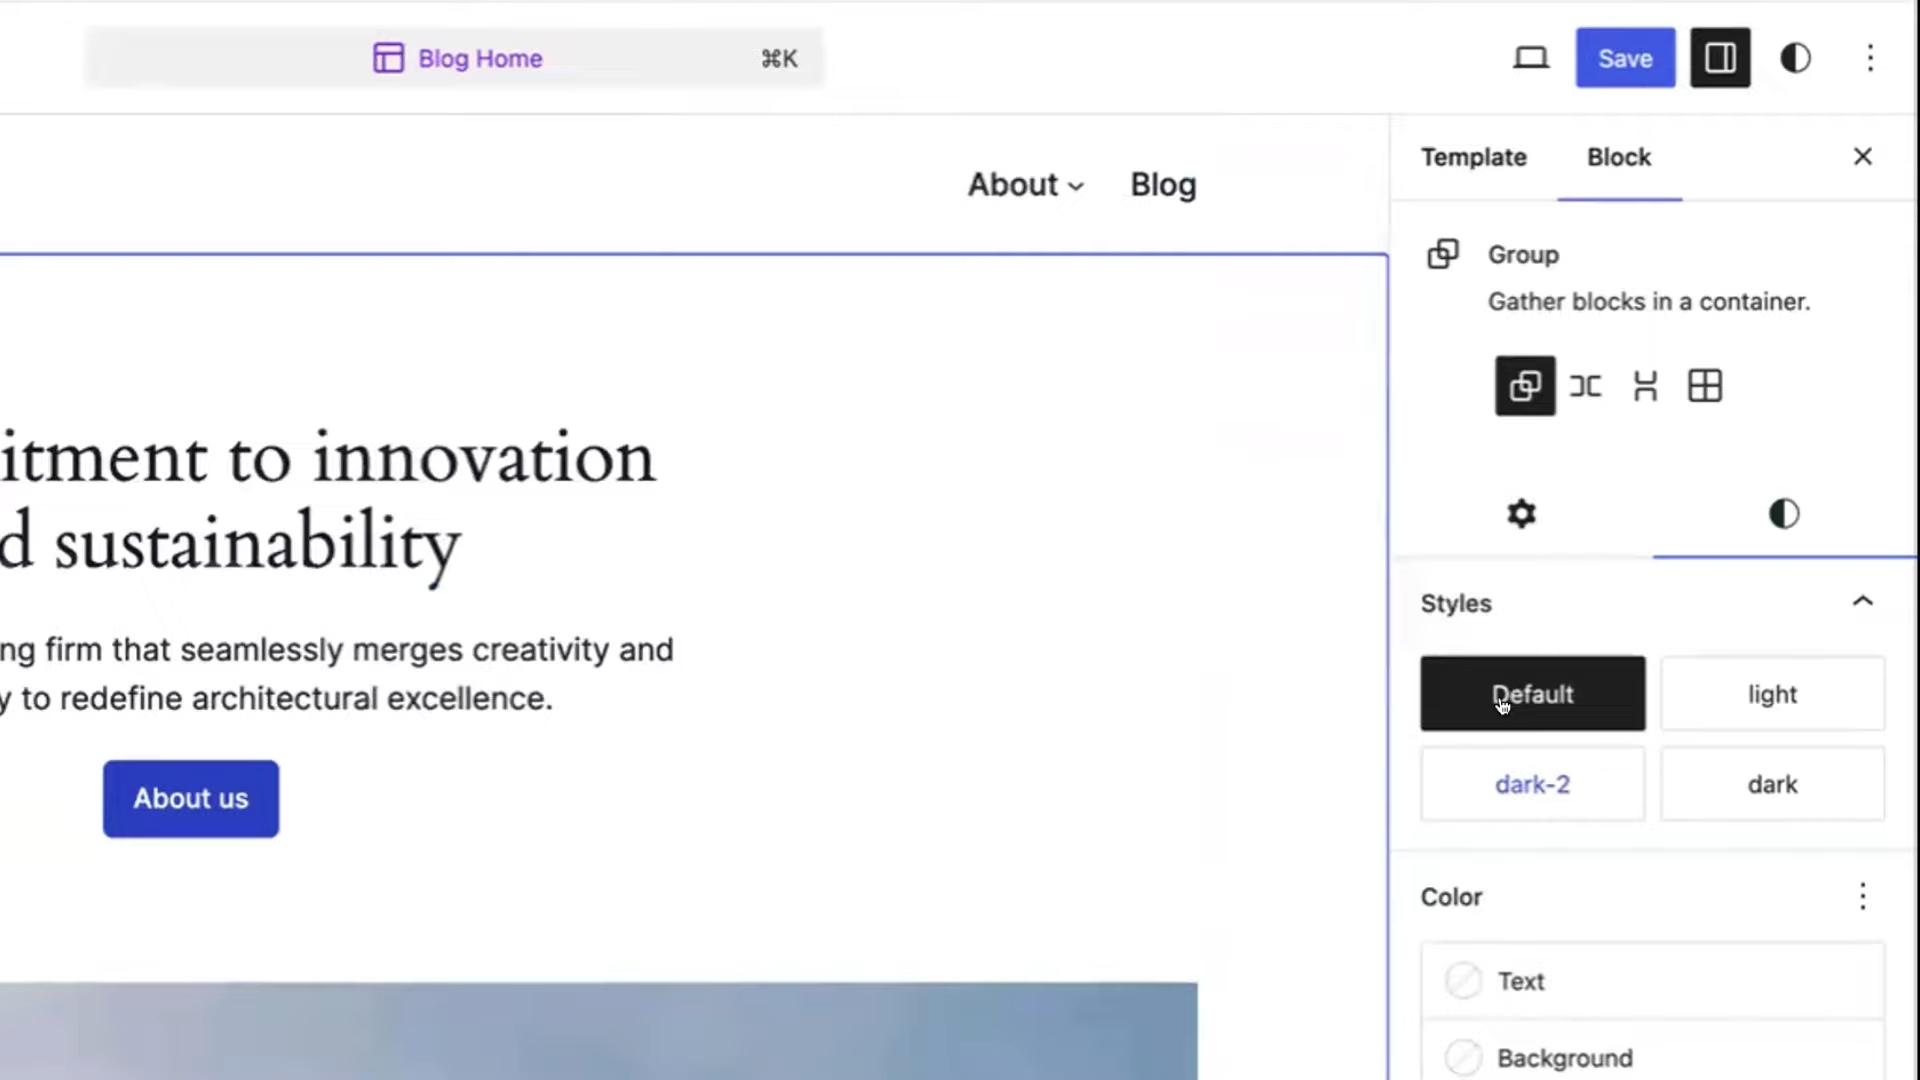 Blog Home
⌘K
Save
Template
Block
About
Blog
Group
Gather blocks in a container.
itment to innovation
d sustainability
ng firm that seamlessly merges creativity and
y to redefine architectural excellence.
About us
Styles
Default
light
dark-2
dark
Color
Text
Background